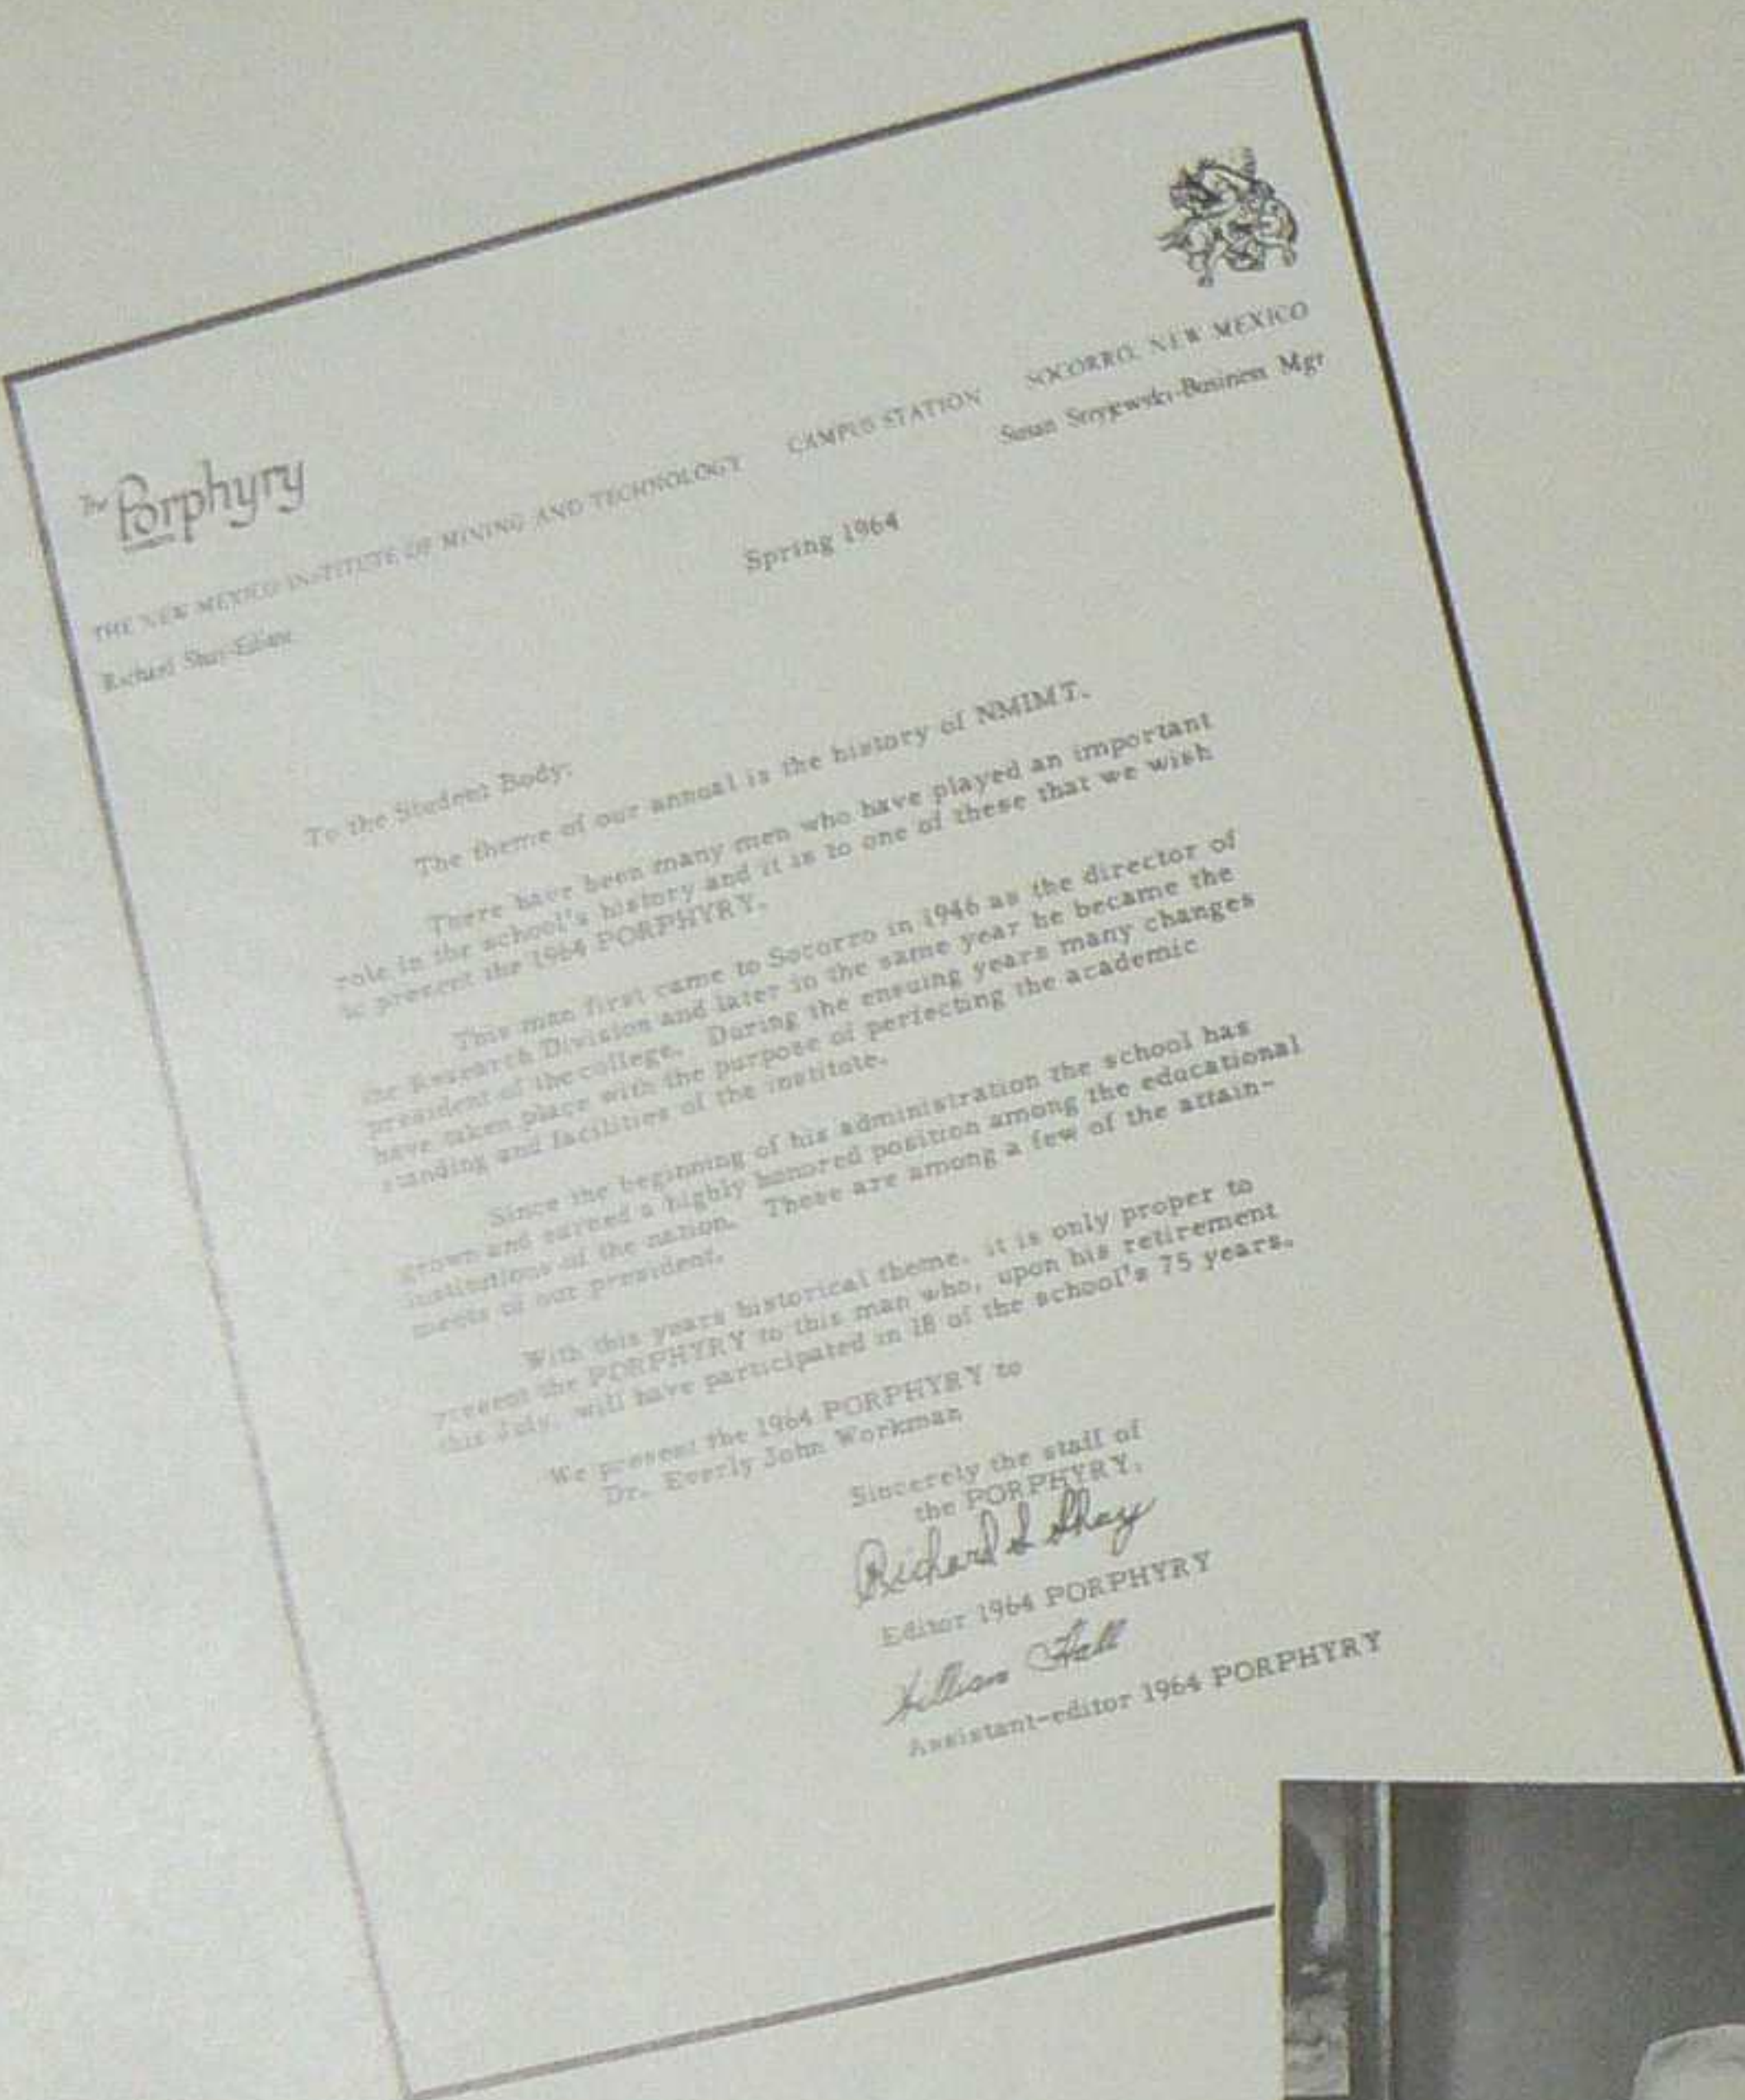 The Porphyry
THE NEW MEXICO INSTITUTE OF MINING AND TECHNOLOGY CAMPUS STATION SOCORRO, NEW MEXICO
Richard Shay-Editor Susan -Business Mgr
Spring 1964
To the Student Body:
The theme of our annual is the history of NMIMT.
There have been many men who have played an important
role in the school's history and it is to one of these that we wish
to present the 1964 PORPHYRY.
This man first came to Socorro in 1946 as the director of
the Research Division and later in the same year he became the
president of the college. During the ensuing years many changes
have taken place with the purpose of perfecting the academic
standing and facilities of the institute.
Since the beginning of his administration the school has
grown and earned a highly honored position among the educational
institutions of the nation. These are among a few of the attain-
ments of our president.
With this years historical theme, it is only proper to
present the PORPHYRY to this man who, upon his retirement
this July, will have participated in 18 of the school's 75 years.
We present the 1964 PORPHYRY to
Dr. Everly John Workman
Sincerely the staff of
the PORPHYRY,
Richard S Shay
Editor 1964 PORPHYRY
William Hall
Assistant-editor 1964 PORPHYRY